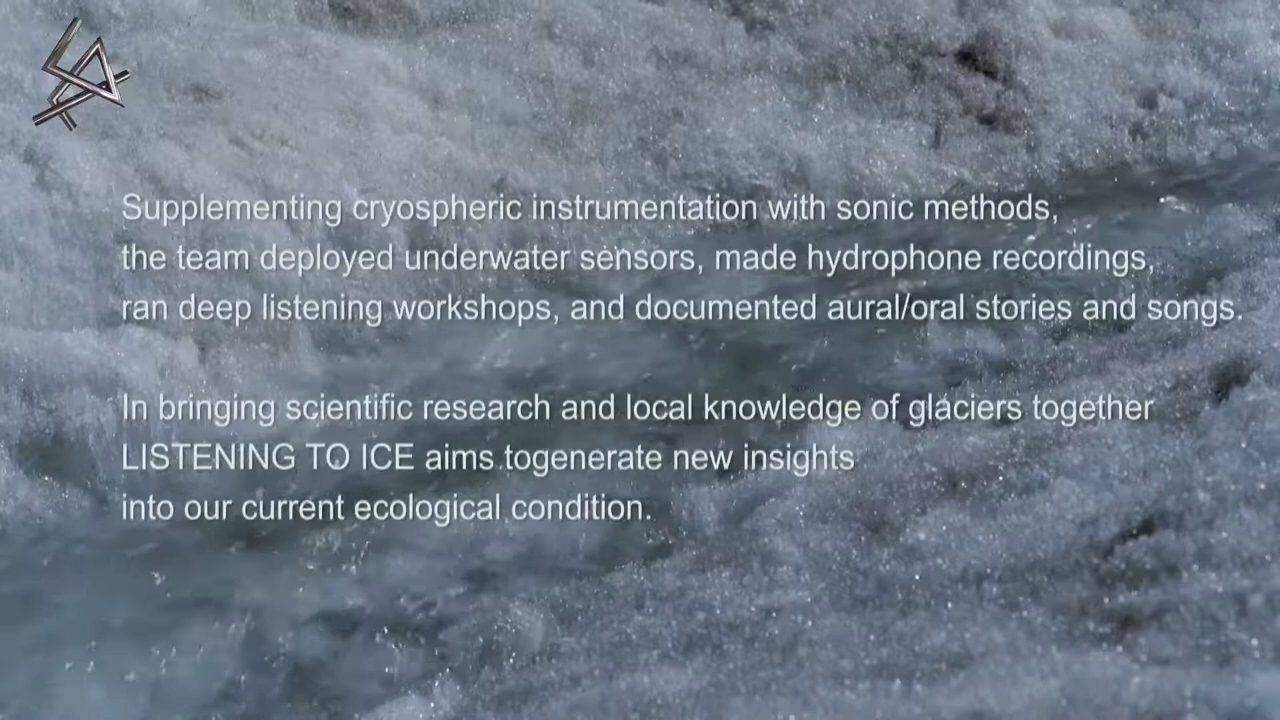 Supplementing cryospheric instrumentation with sonic methods,
the team deployed underwater sensors, made hydrophone recordings,
ran deep listening workshops, and documented aural/oral stories and songs.
In bringing scientific research and local knowledge of glaciers together
LISTENING TO ICE aims togenerate new insights
into our current ecological condition.